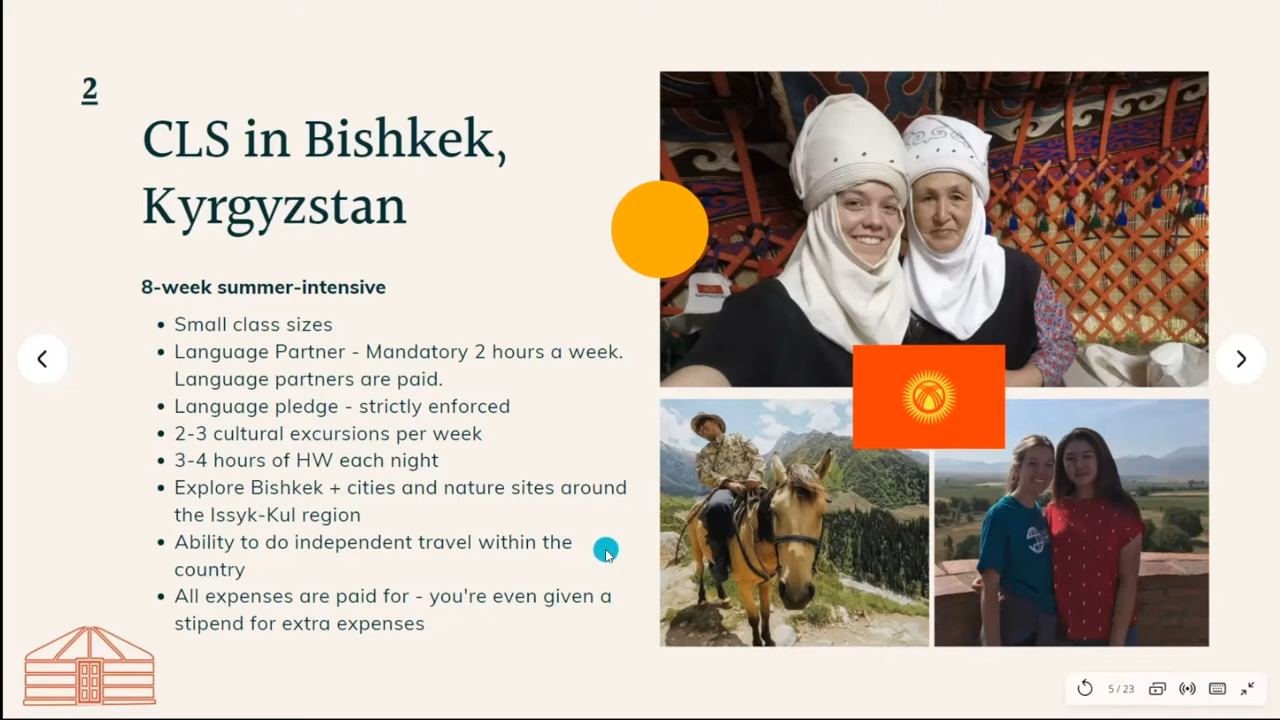 2
CLS in Bishkek,
Kyrgyzstan
8-week summer-intensive
• Small class sizes
• Language Partner - Mandatory 2 hours a week.
Language partners are paid.
• Language pledge - strictly enforced
• 2-3 cultural excursions per week
• 3-4 hours of HW each night
• Explore Bishkek + cities and nature sites around
the Issyk-Kul region
• Ability to do independent travel within the
country
• All expenses are paid for - you're even given a
stipend for extra expenses
5 / 23